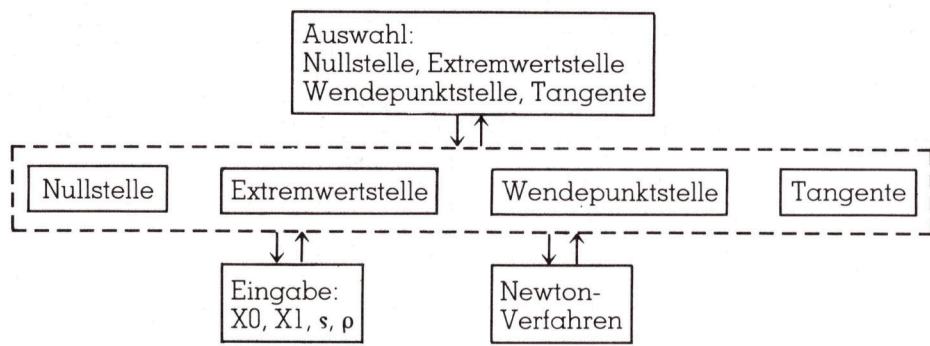 Auswahl:
Nullstelle, Extremwertstelle
Wendepunktstelle, Tangente
Nullstelle
Extremwertstelle
Wendepunktstelle
Tangente
Eingabe:
X0, X1, s, ρ
Newton-
Verfahren